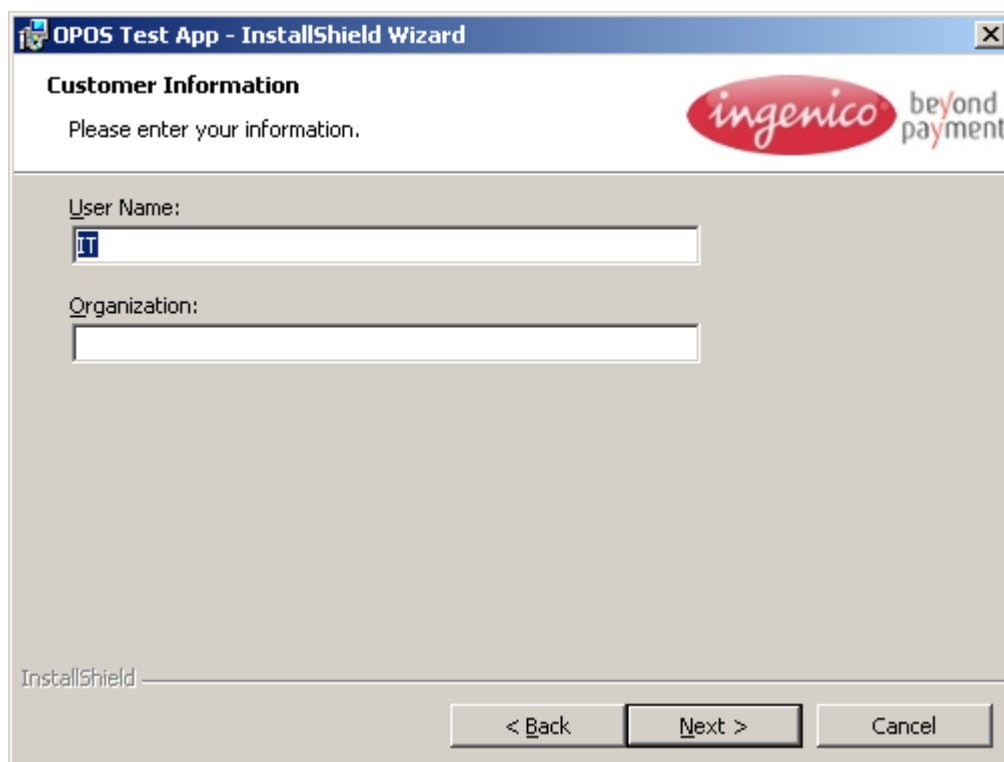 OPOS Test App - InstallShield Wizard
Customer Information
Please enter your information.
ingenico
beyond
payment
User Name:
IT
Organization:
InstallShield
< Back
Next >
Cancel